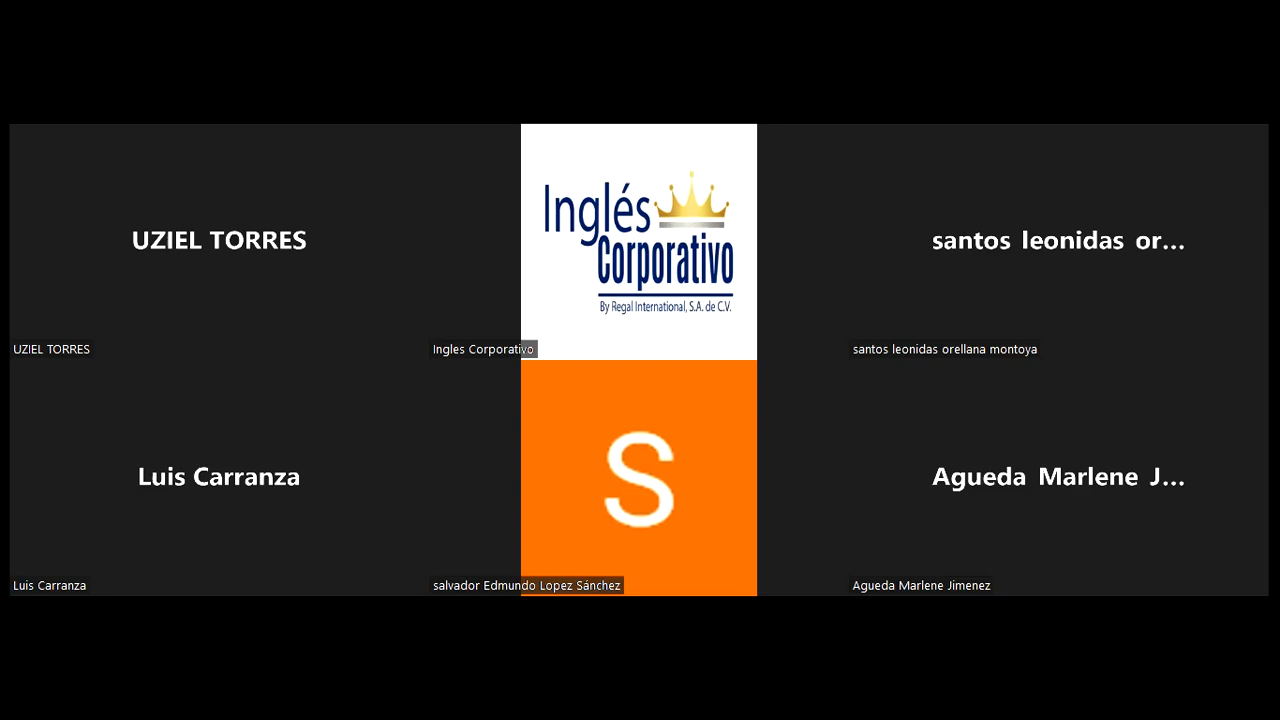 UZIEL TORRES
UZIEL TORRES
Inglés
Corporativo
By Regal International, S.A. de C.V.
Ingles Corporativo
santos leonidas or...
santos leonidas orellana montoya
Luis Carranza
Luis Carranza
S
salvador Edmundo Lopez Sánchez
Agueda Marlene J...
Agueda Marlene Jimenez